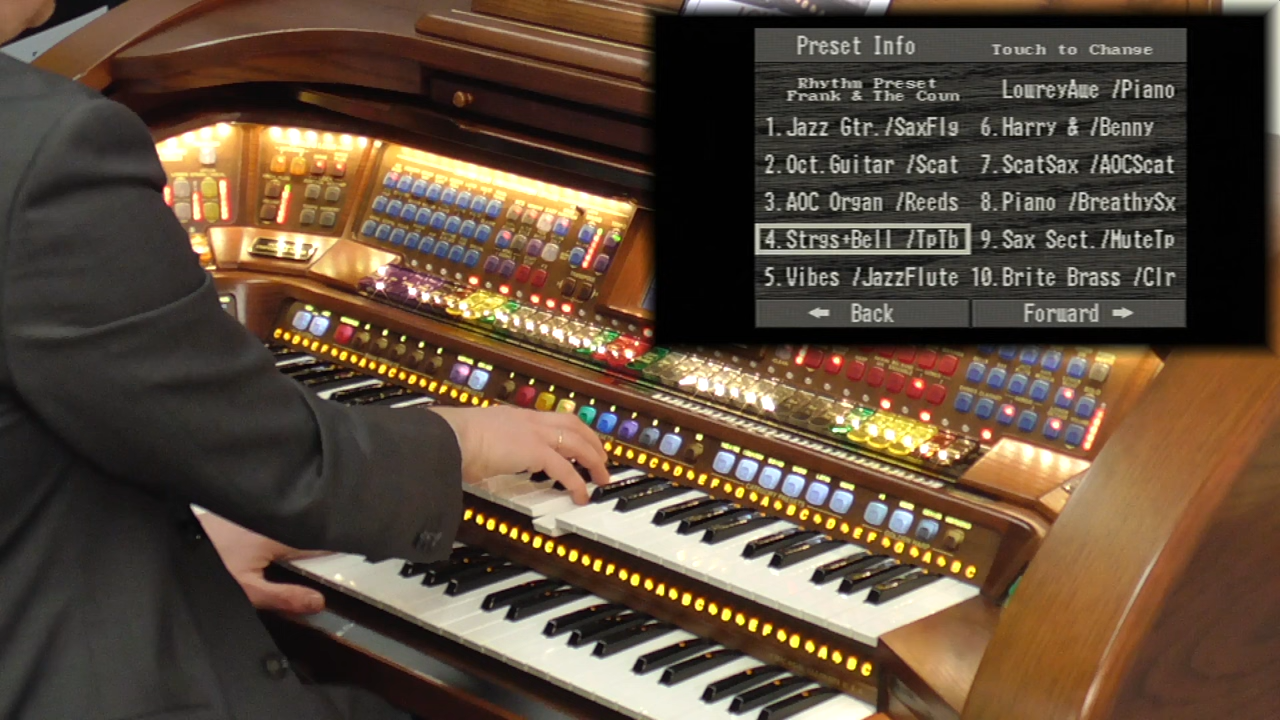 Preset Info
Touch to Change
Rhythm Preset
Frank & The Coun
LowreyAwe /Piano
1.Jazz Gtr./SaxFlg
6.Harry & /Benny
2.Oct.Guitar /Scat
7.ScatSax /AOCScat
3.AOC Organ /Reeds
8.Piano /BreathySx
4.Strgs+Bell /TpTb
9.Sax Sect./MuteTp
5.Vibes /JazzFlute
10.Brite Brass /Clr
Back
Forward